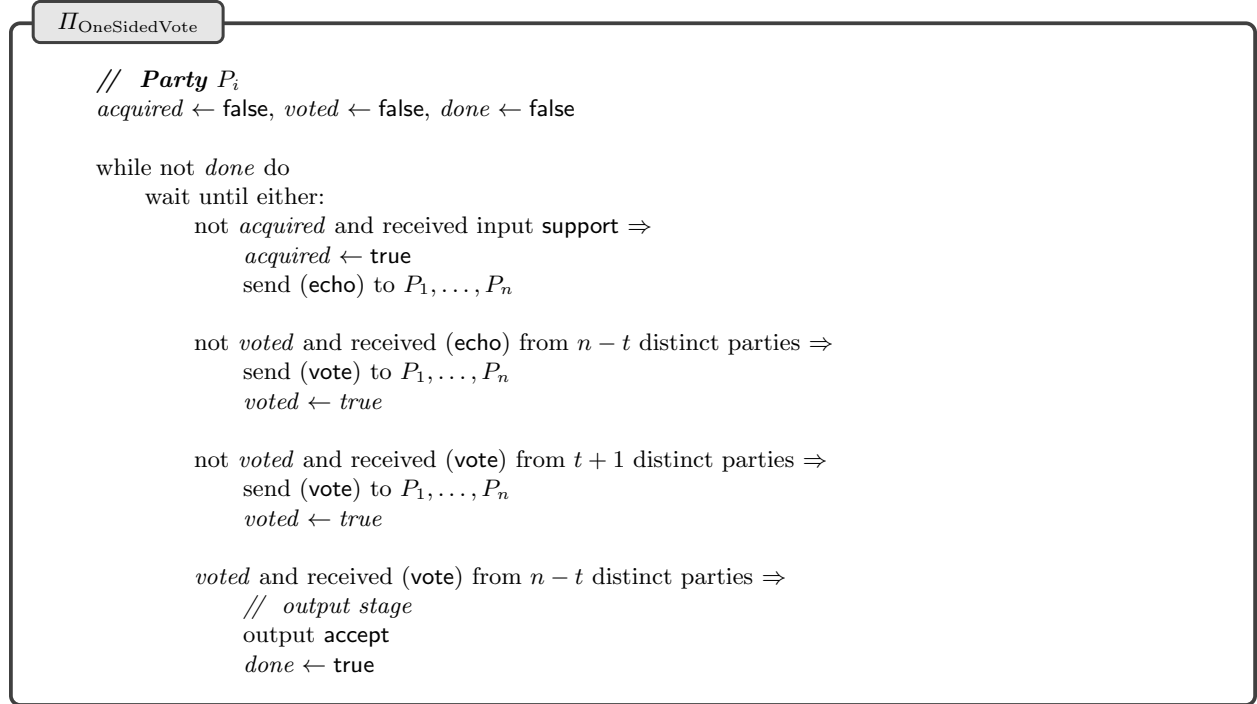 Π_OneSidedVote
// Party P_i
acquired ← false, voted ← false, done ← false
while not done do
wait until either:
not acquired and received input support ⇒
acquired ← true
send (echo) to P_1, . . . , P_n
not voted and received (echo) from n − t distinct parties ⇒
send (vote) to P_1, . . . , P_n
voted ← true
not voted and received (vote) from t + 1 distinct parties ⇒
send (vote) to P_1, . . . , P_n
voted ← true
voted and received (vote) from n − t distinct parties ⇒
// output stage
output accept
done ← true